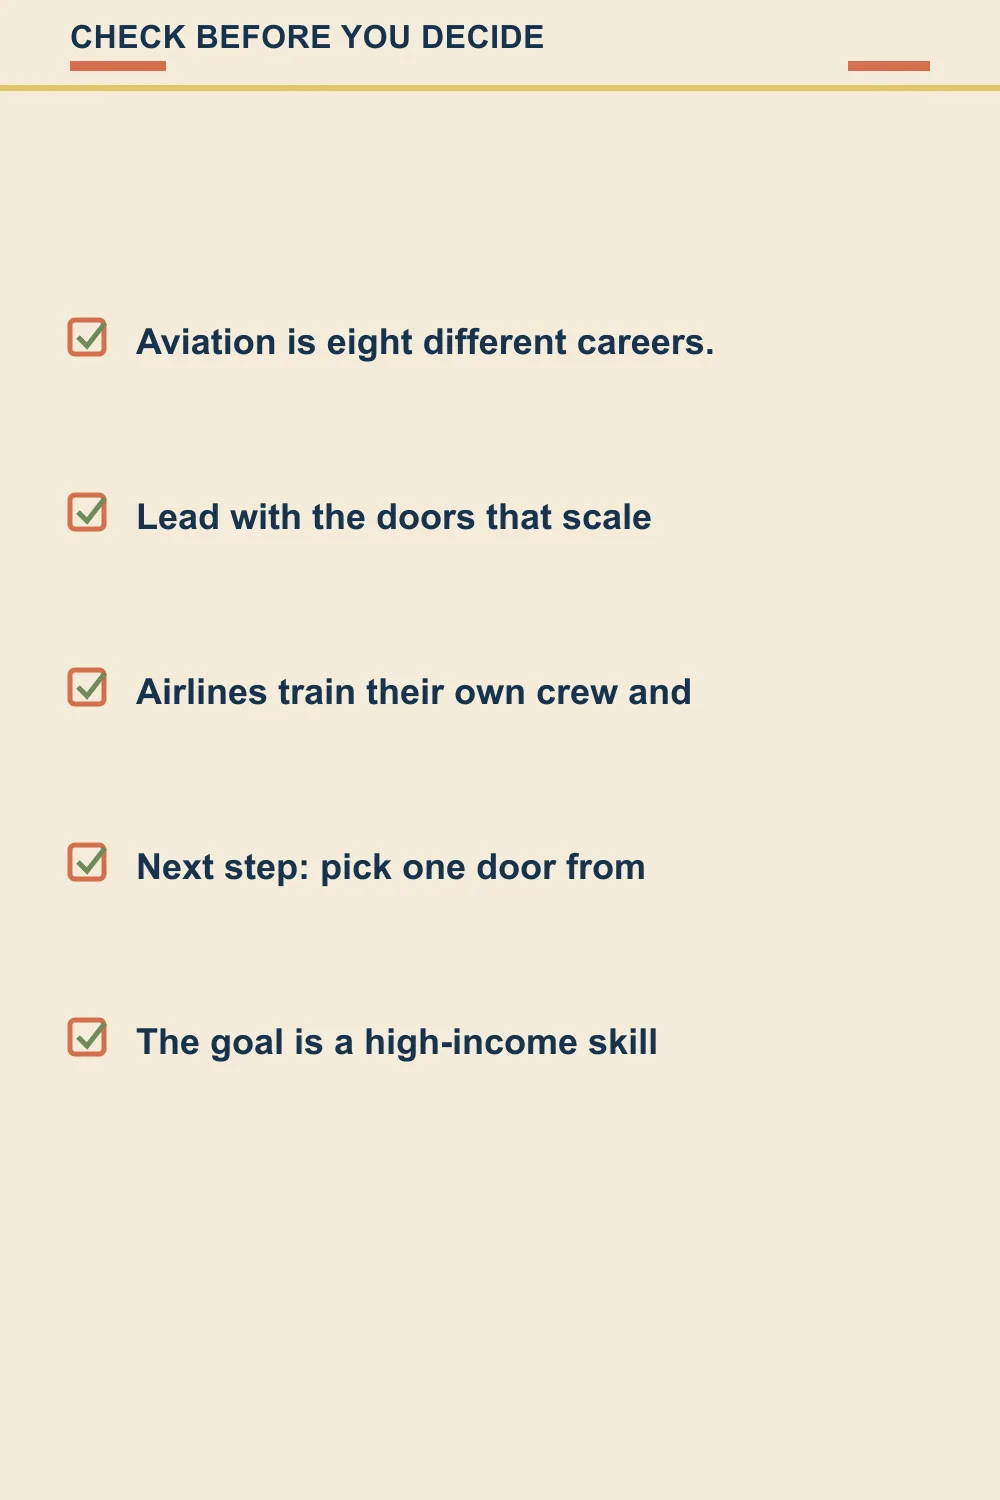 CHECK BEFORE YOU DECIDE
Aviation is eight different careers.
Lead with the doors that scale
Airlines train their own crew and
Next step: pick one door from
The goal is a high-income skill